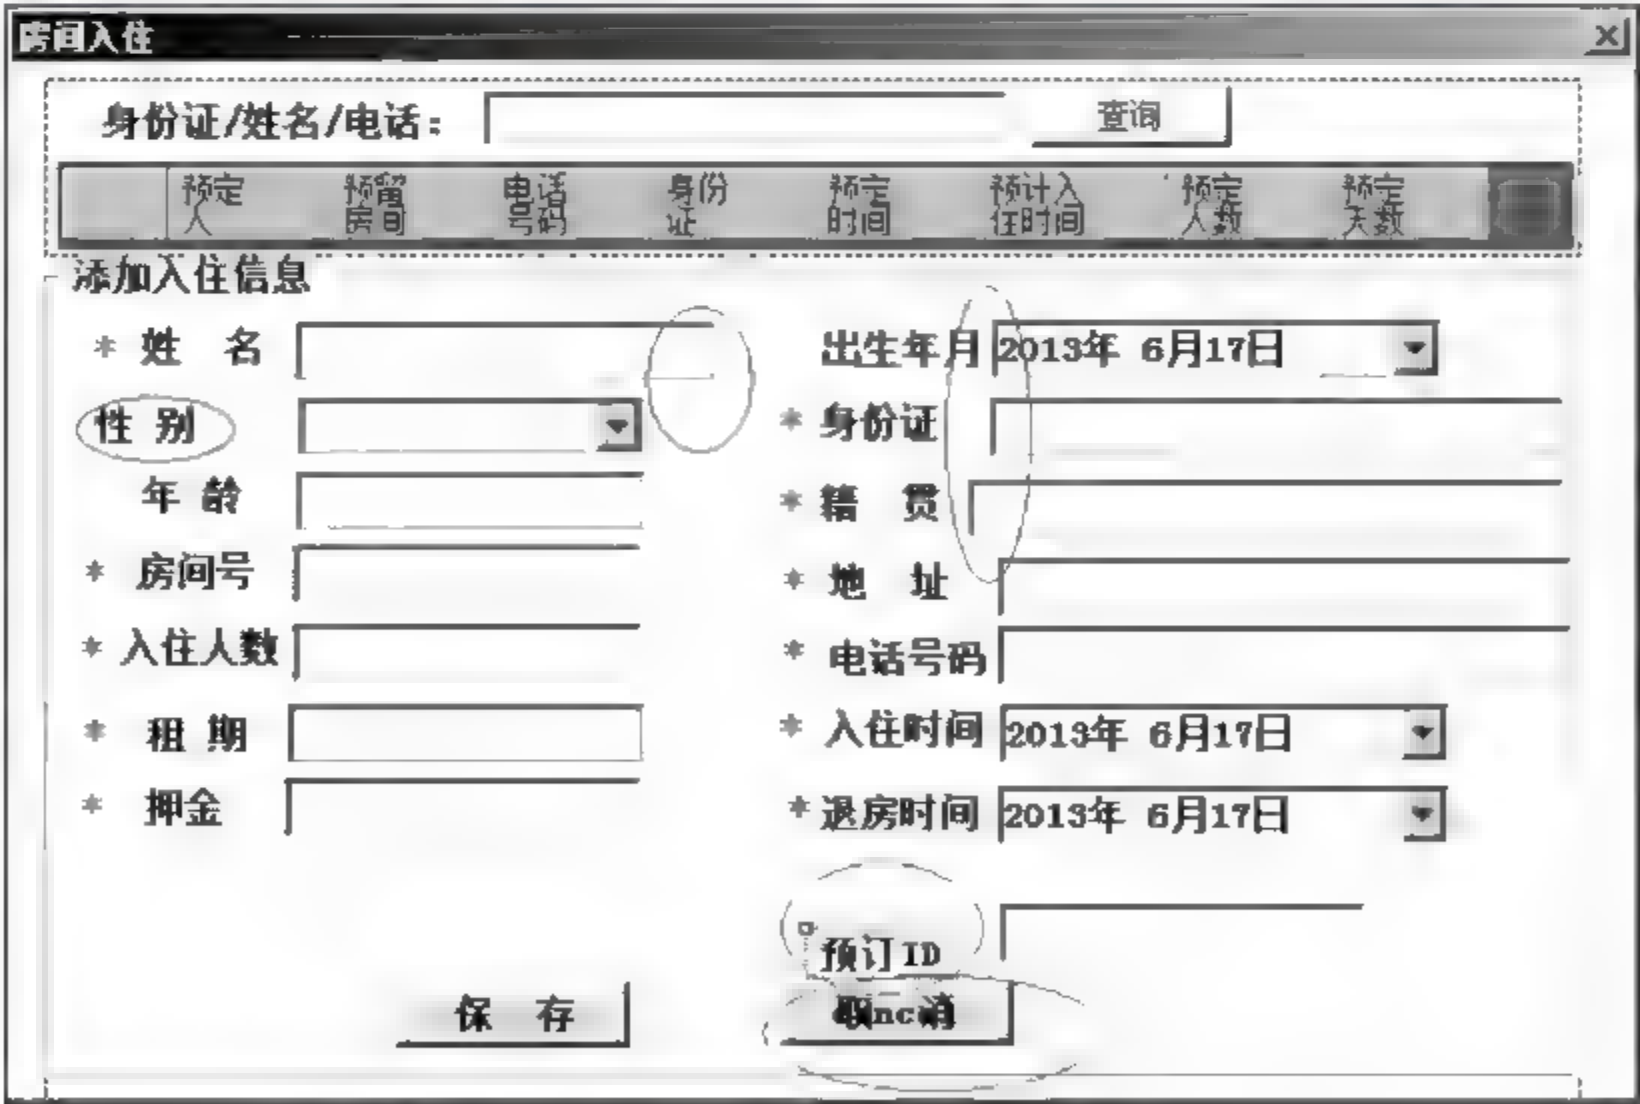 房间入住
身份证/姓名/电话: 查询
预定人 预留房间 电话号码 身份证 预定时间 预计入住时间 预定人数 预定天数
添加入住信息
* 姓 名 出生年月 2013年 6月17日
性 别 * 身份证
年 龄 * 籍 贯
* 房间号 * 地 址
* 入住人数 * 电话号码
* 租 期 * 入住时间 2013年 6月17日
* 押金 * 退房时间 2013年 6月17日
预订ID
保 存